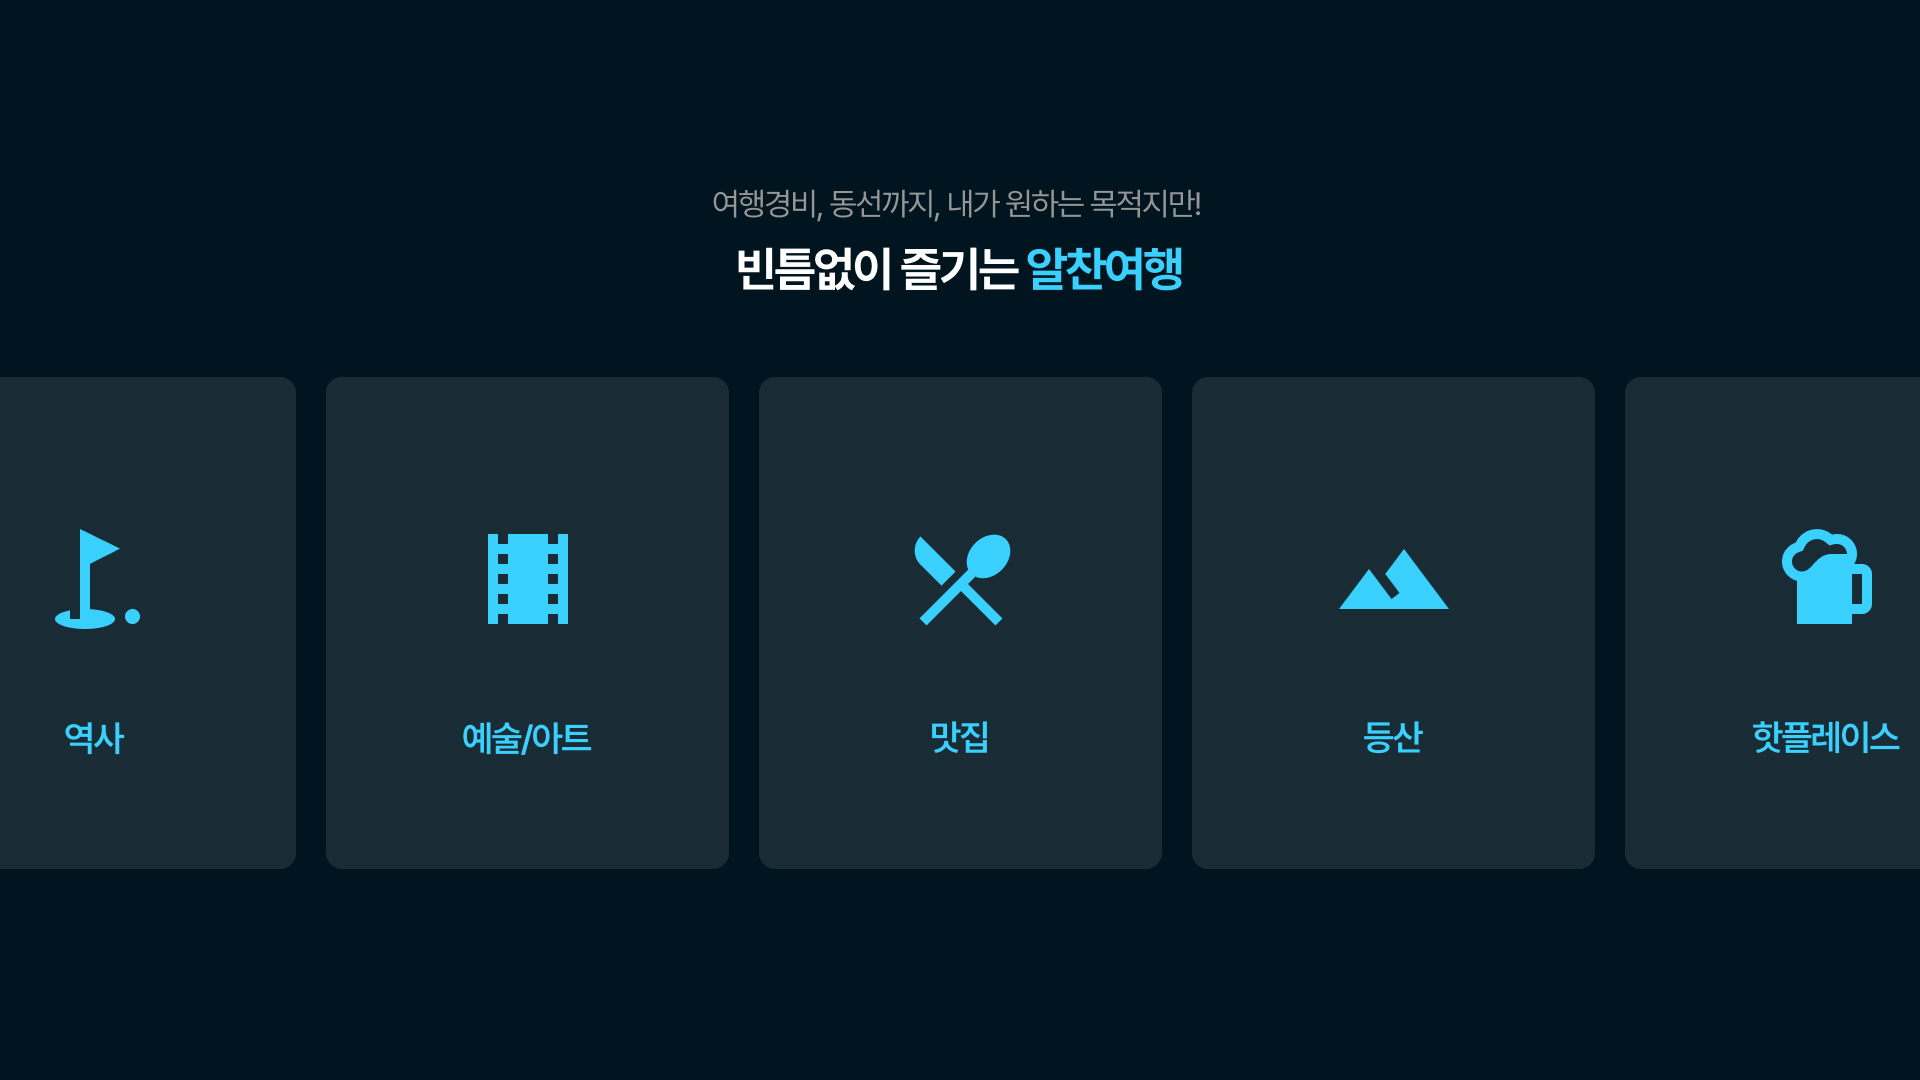 여행경비, 동선까지, 내가 원하는 목적지만!
빈틈없이 즐기는 알찬여행
역사
예술/아트
맛집
등산
핫플레이스